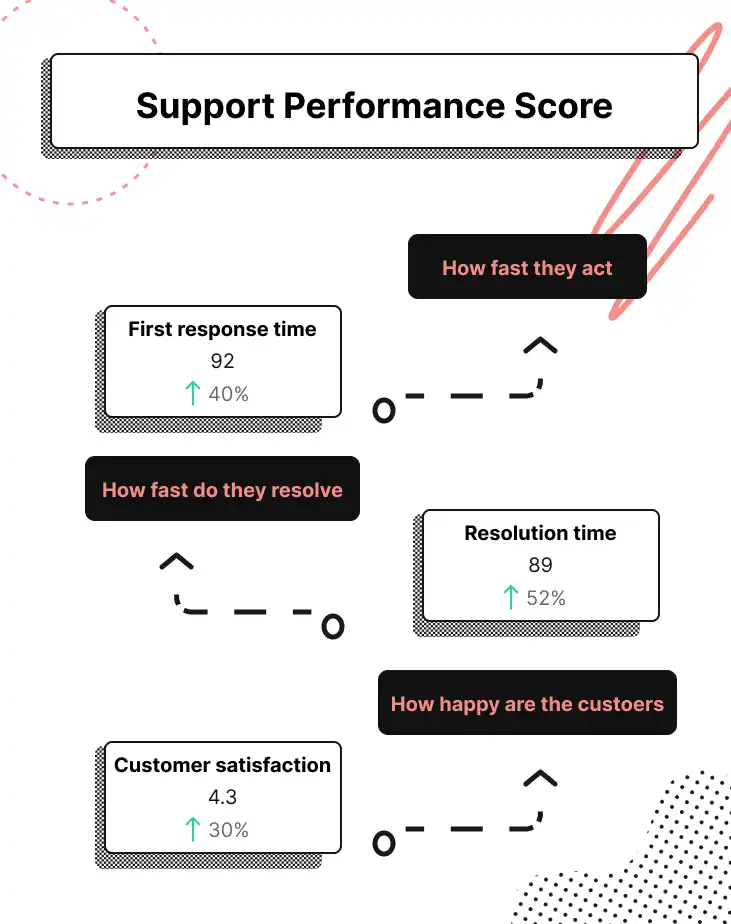 Support Performance Score
How fast they act
First response time
92
↑ 40%
How fast do they resolve
Resolution time
89
↑ 52%
How happy are the custoers
Customer satisfaction
4.3
↑ 30%